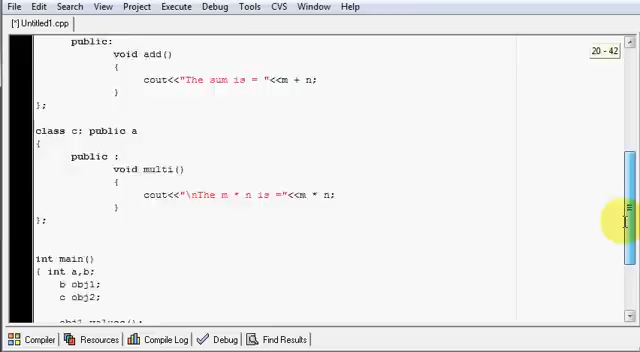 File Edit Search View Project Execute Debug Tools CVS Window Help
[*] Untitled1.cpp
public:
void add()
{
cout<<"The sum is = "<<m + n;
}
};
class c: public a
{
public :
void multi()
{
cout<<"\nThe m * n is ="<<m * n;
}
};
int main()
{ int a,b;
b obj1;
c obj2;
obj1.values();
20 - 42
Compiler Resources Compile Log Debug Find Results